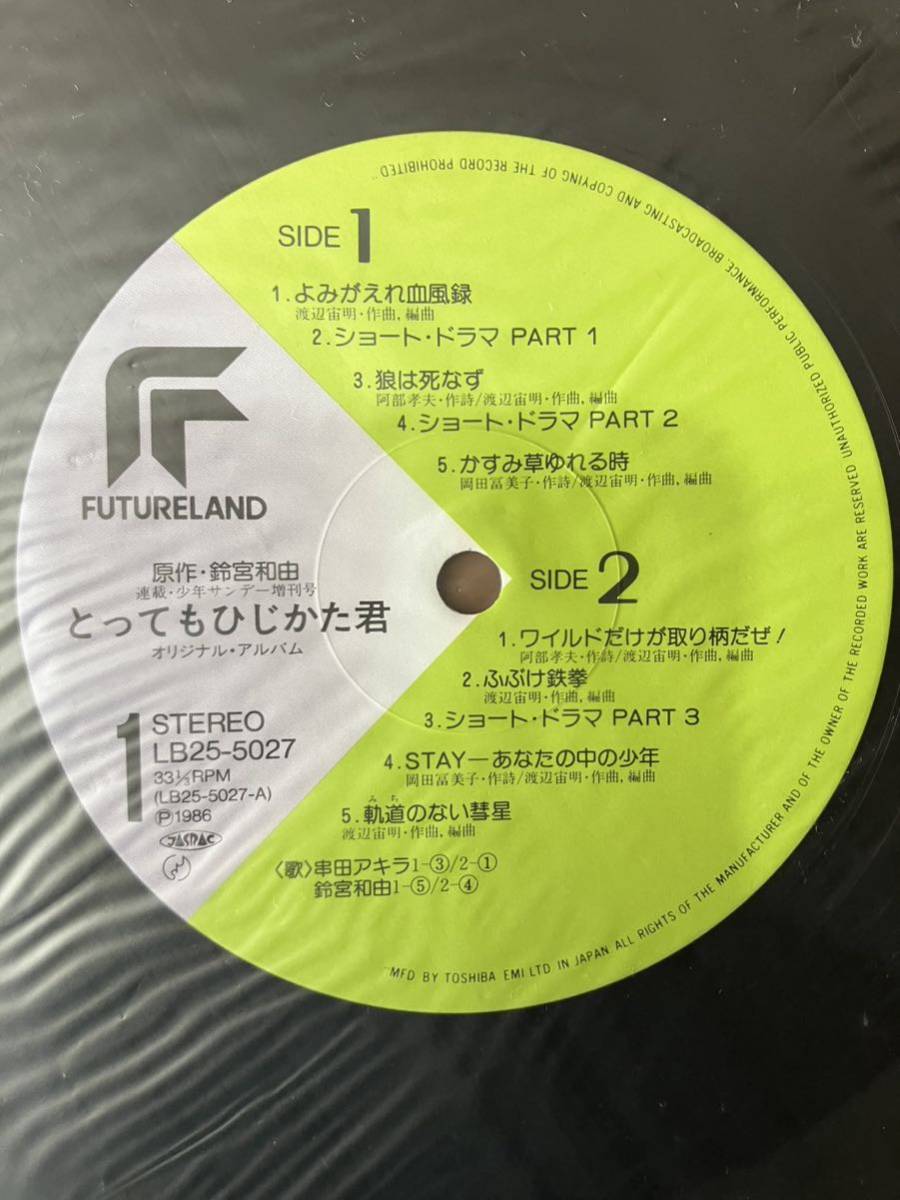 SIDE 1
1.よみがえれ血風録
渡辺宙明・作曲,編曲
2.ショート・ドラマ PART 1
3.狼は死なず
阿部孝夫・作詩/渡辺宙明・作曲,編曲
4.ショート・ドラマ PART 2
5.かすみ草ゆれる時
岡田冨美子・作詩/渡辺宙明・作曲,編曲
FUTURELAND
原作・鈴宮和由
連載・少年サンデー増刊号
とってもひじかた君
オリジナル・アルバム
1
STEREO
LB25-5027
33⅓RPM
(LB25-5027-A)
Ⓟ1986
JASRAC
SIDE 2
1.ワイルドだけが取り柄だぜ!
阿部孝夫・作詩/渡辺宙明・作曲,編曲
2.ふぶけ鉄拳
渡辺宙明・作曲,編曲
3.ショート・ドラマ PART 3
4.STAY—あなたの中の少年
岡田冨美子・作詩/渡辺宙明・作曲,編曲
みち
5.軌道のない彗星
渡辺宙明・作曲,編曲
〈歌〉串田アキラ1-③/2-①
鈴宮和由1-⑤/2-④
MFD BY TOSHIBA EMI LTD IN JAPAN ALL RIGHTS OF THE MANUFACTURER AND OF THE OWNER OF THE RECORDED WORK ARE RESERVED UNAUTHORIZED PUBLIC PERFORMANCE, BROADCASTING AND COPYING OF THE RECORD PROHIBITED